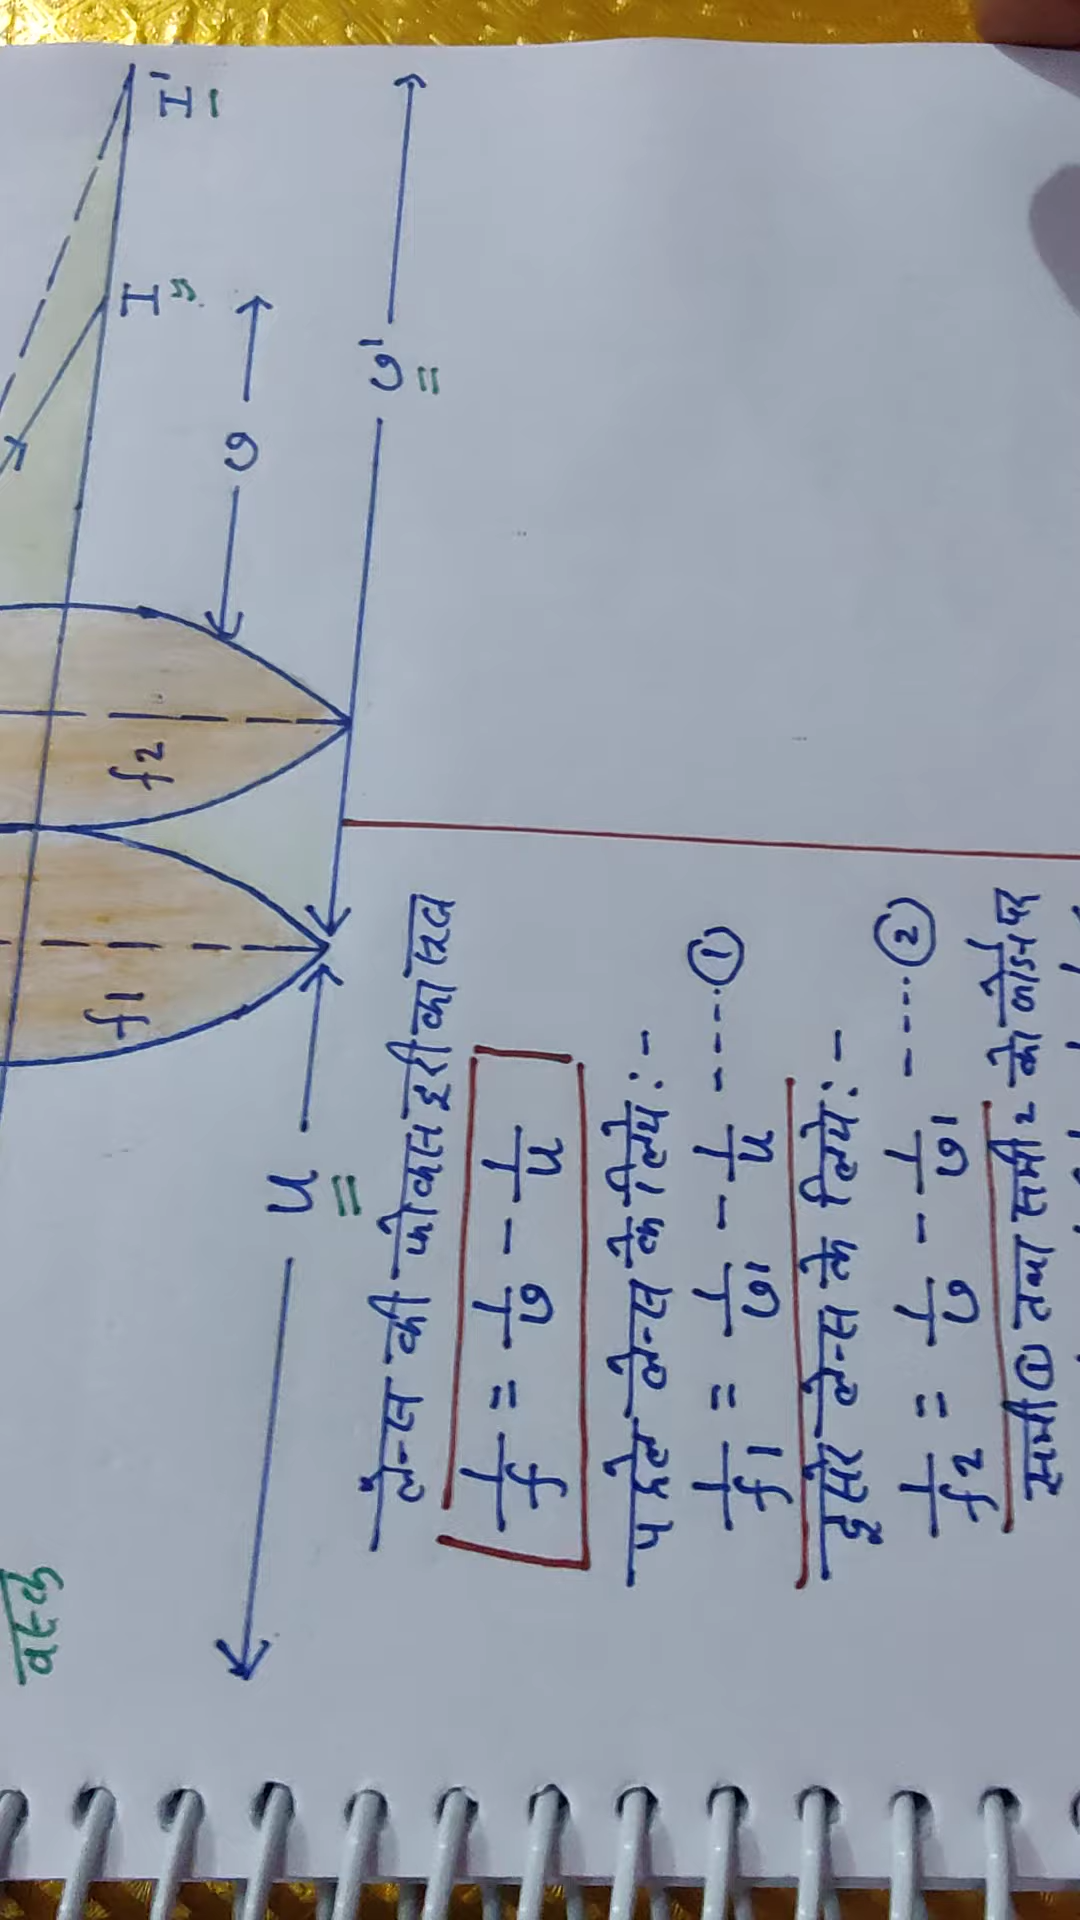 I'
I
v
v'
f1
f2
u
लेन्स की फोकस दूरी का सूत्र
1/f = 1/v - 1/u
पहले लेन्स के लिये :-
1/f1 = 1/v' - 1/u ----- ①
दूसरे लेन्स के लिये :-
1/f2 = 1/v - 1/v' ----- ②
समी ① तथा समी 2 को जोडने पर